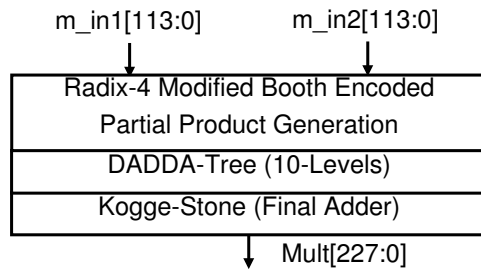 m_in1[113:0] m_in2[113:0]
Radix-4 Modified Booth Encoded
Partial Product Generation
DADDA-Tree (10-Levels)
Kogge-Stone (Final Adder)
Mult[227:0]